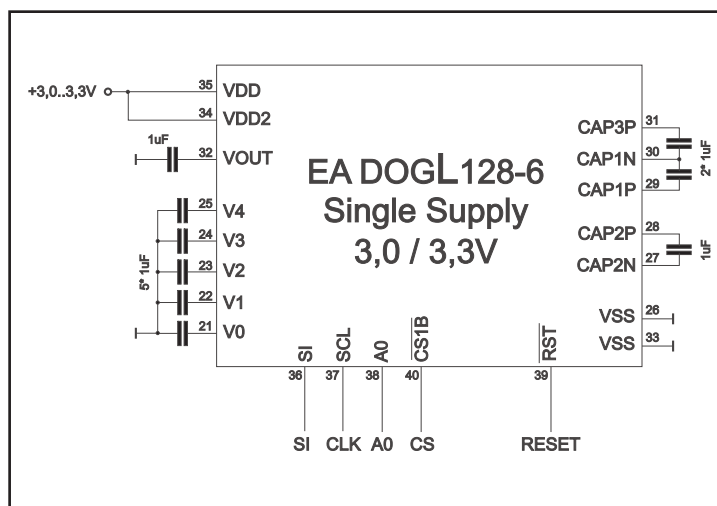 +3,0..3,3V
35 VDD
34 VDD2
1uF
32 VOUT
25 V4
24 V3
23 V2
22 V1
21 V0
5* 1uF
EA DOGL128-6
Single Supply
3,0 / 3,3V
CAP3P 31
CAP1N 30
CAP1P 29
2* 1uF
CAP2P 28
CAP2N 27
1uF
VSS 26
VSS 33
SI SCL A0 CS1B RST
36 37 38 40 39
SI CLK A0 CS RESET